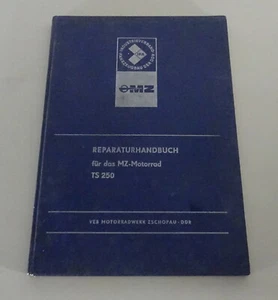 MZ
REPARATURHANDBUCH
für das MZ-Motorrad
TS 250
VEB MOTORRADWERK ZSCHOPAU · DDR